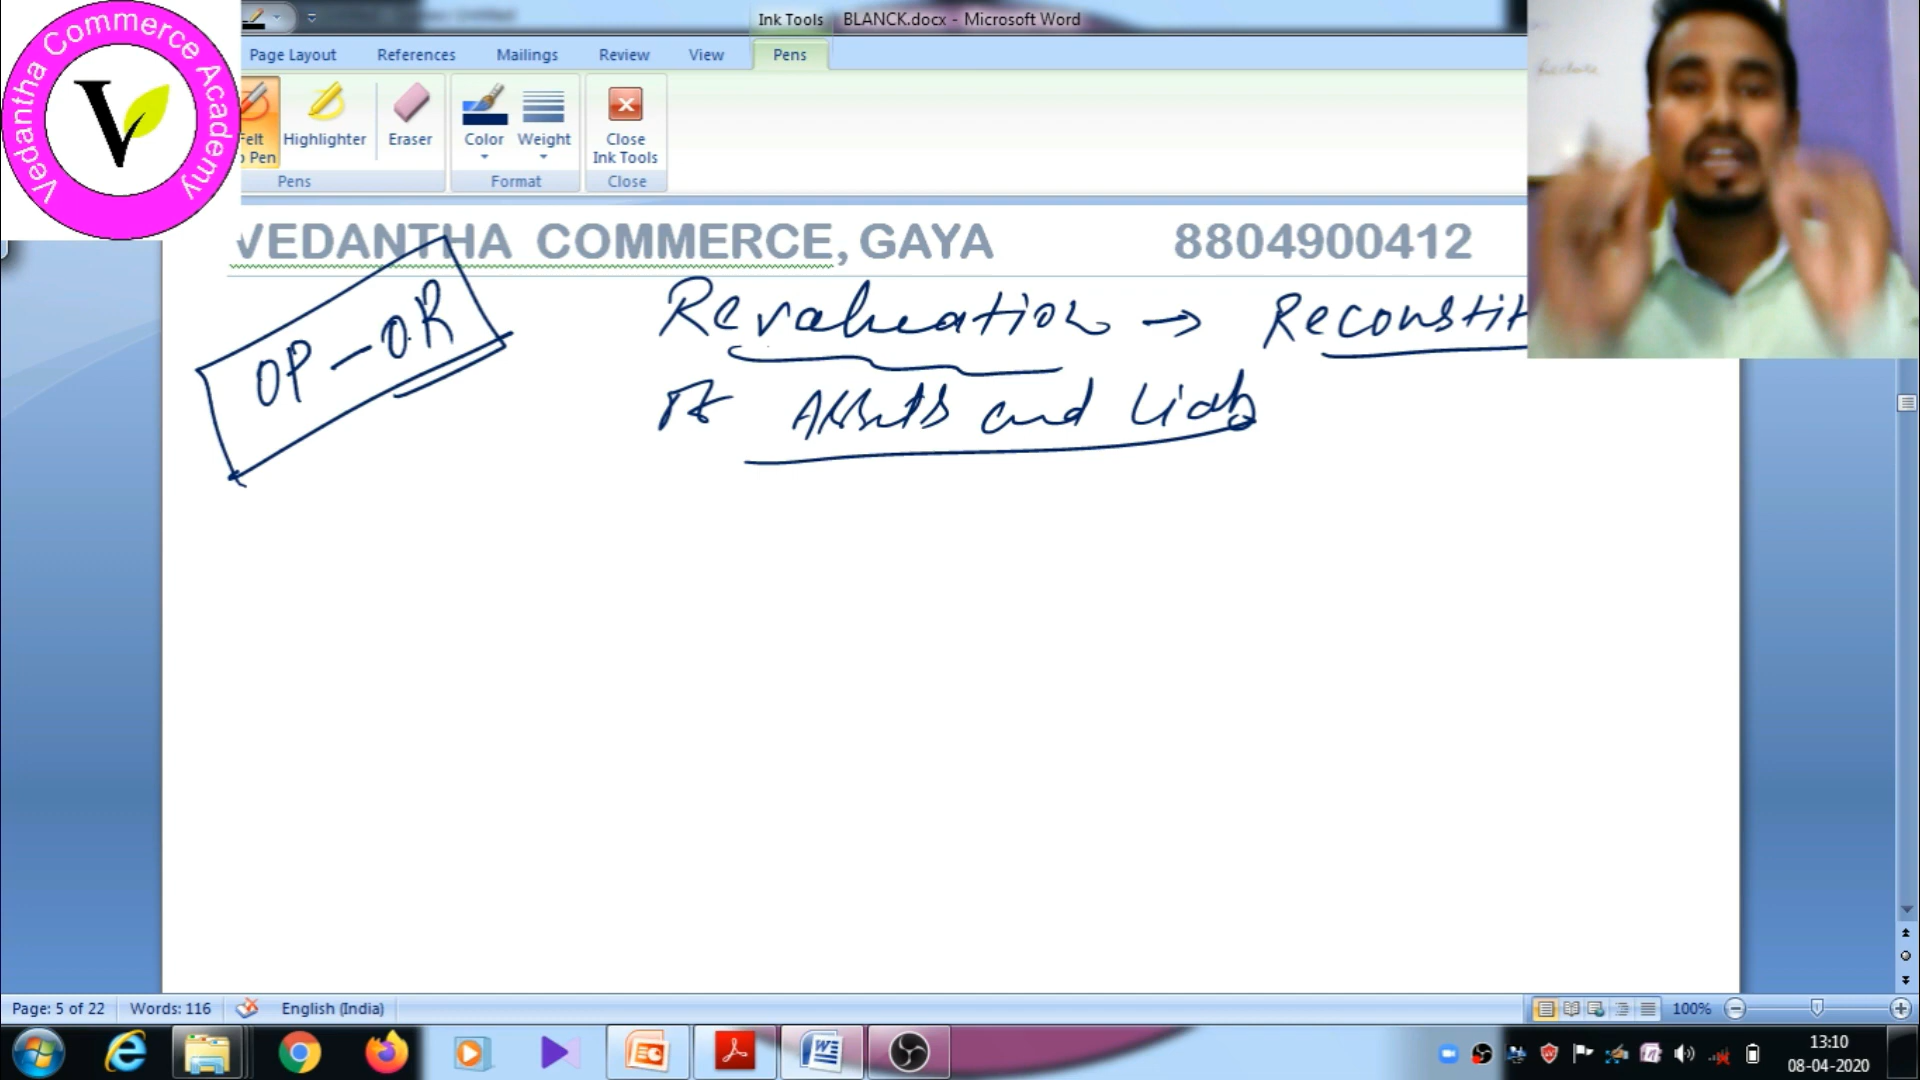 Vedantha Commerce Academy
V
Ink Tools BLANCK.docx - Microsoft Word
Page Layout References Mailings Review View Pens
Felt
Pen
Highlighter
Eraser
Color
Weight
Close
Ink Tools
Pens Format Close
VEDANTHA COMMERCE, GAYA 8804900412
OP - O.R
Revaluation → Reconstit
of Assets and Liab
Page: 5 of 22 Words: 116 English (India) 100%
13:10
08-04-2020